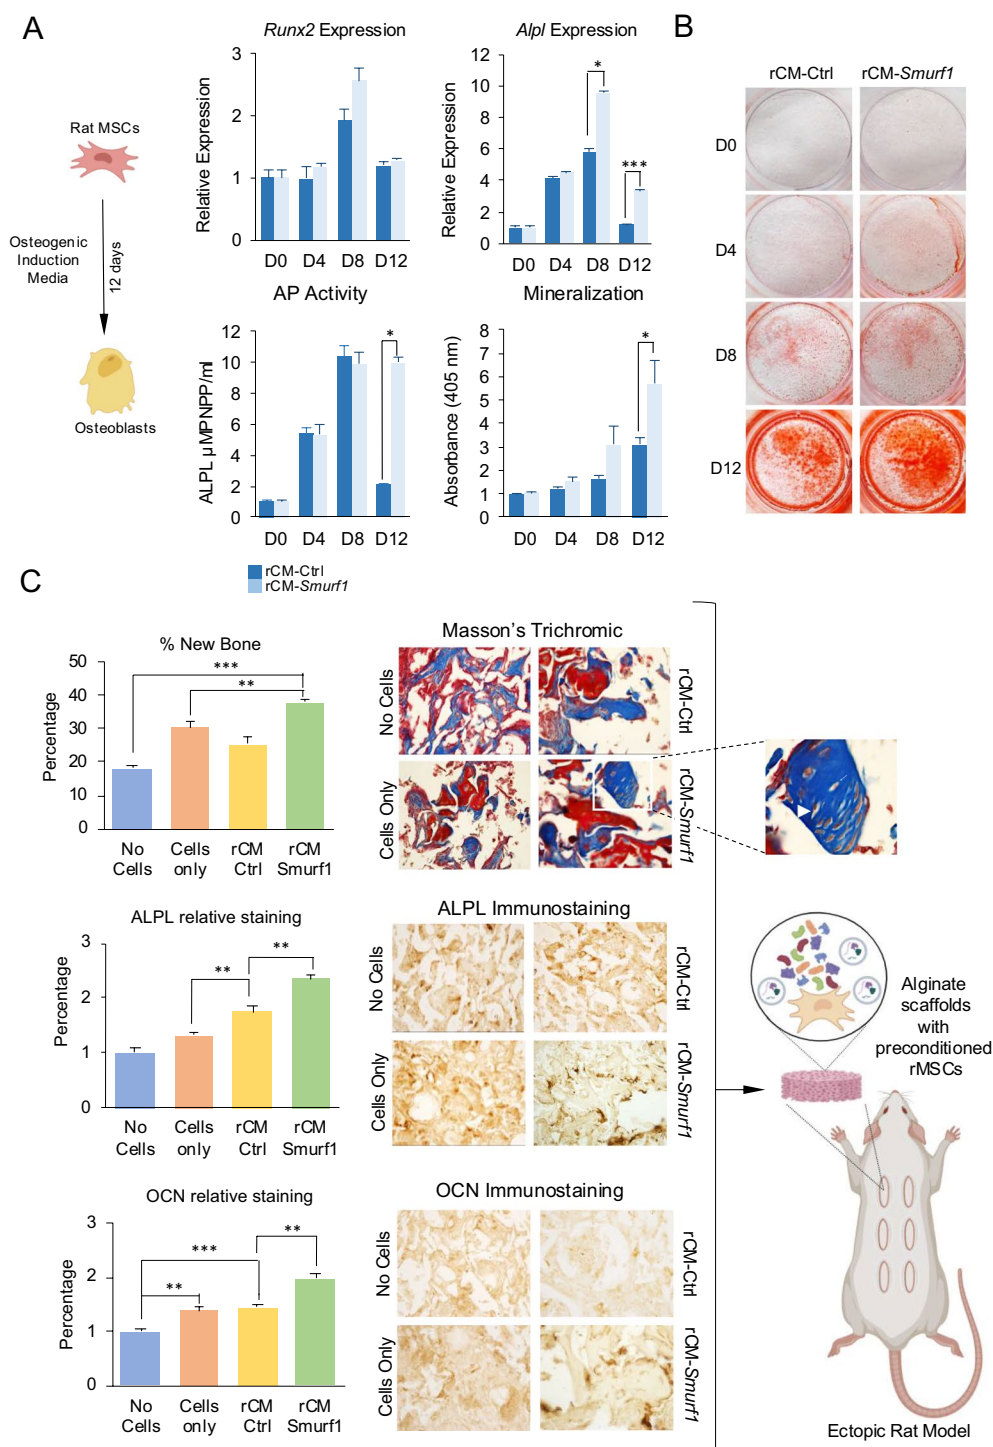 A
Rat MSCs
Osteogenic
Induction
Media
12 days
Osteoblasts
Runx2 Expression
Relative Expression
3
2
1
0
D0 D4 D8 D12
Alpl Expression
Relative Expression
12
10
8
6
4
2
0
*
***
D0 D4 D8 D12
AP Activity
ALPL µMPNPP/ml
12
10
8
6
4
2
0
*
D0 D4 D8 D12
Mineralization
Absorbance (405 nm)
8
7
6
5
4
3
2
1
0
*
D0 D4 D8 D12
rCM-Ctrl
rCM-Smurf1
B
rCM-Ctrl rCM-Smurf1
D0
D4
D8
D12
C
% New Bone
Percentage
50
40
30
20
10
0
***
**
No Cells rCM rCM
Cells only Ctrl Smurf1
Masson's Trichromic
No Cells
rCM-Ctrl
Cells Only
rCM-Smurf1
ALPL relative staining
Percentage
3
2
1
0
**
**
No Cells rCM rCM
Cells only Ctrl Smurf1
ALPL Immunostaining
No Cells
rCM-Ctrl
Cells Only
rCM-Smurf1
OCN relative staining
Percentage
3
2
1
0
**
***
**
No Cells rCM rCM
Cells only Ctrl Smurf1
OCN Immunostaining
No Cells
rCM-Ctrl
Cells Only
rCM-Smurf1
Alginate
scaffolds
with
preconditioned
rMSCs
Ectopic Rat Model